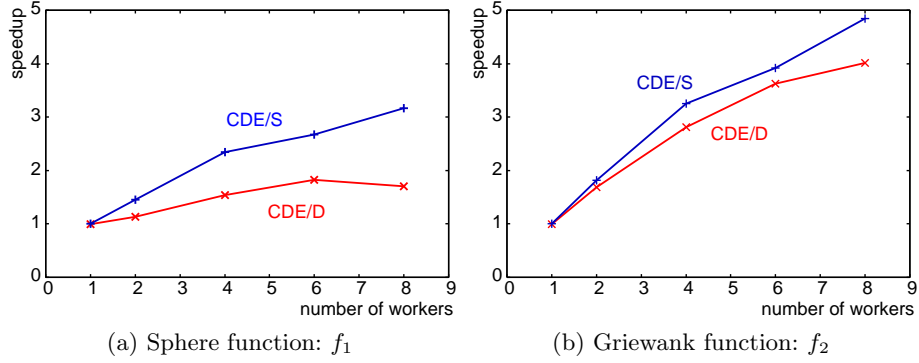 speedup
5
4
3
2
1
0
CDE/S
CDE/D
0 1 2 3 4 5 6 7 8 9
number of workers
(a) Sphere function: f1
speedup
5
4
3
2
1
0
CDE/S
CDE/D
0 1 2 3 4 5 6 7 8 9
number of workers
(b) Griewank function: f2